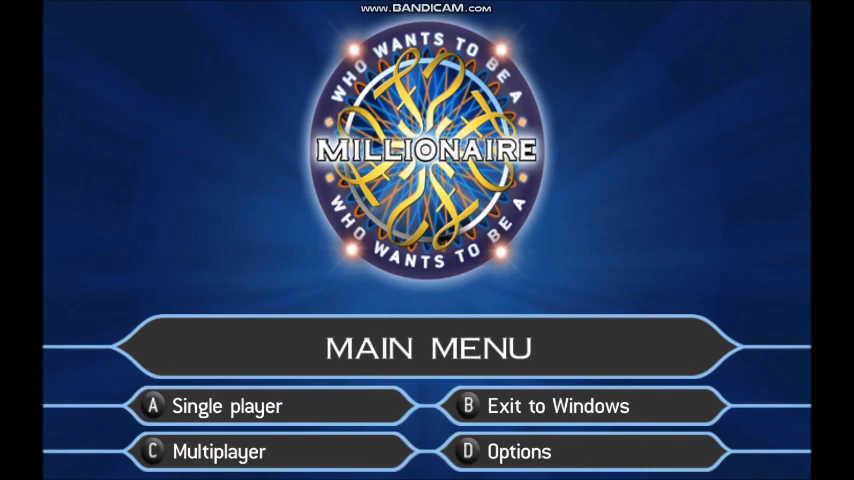 www.BANDICAM.com
WHO WANTS TO BE A
MILLIONAIRE
WHO WANTS TO BE A
MAIN MENU
A Single player
B Exit to Windows
C Multiplayer
D Options